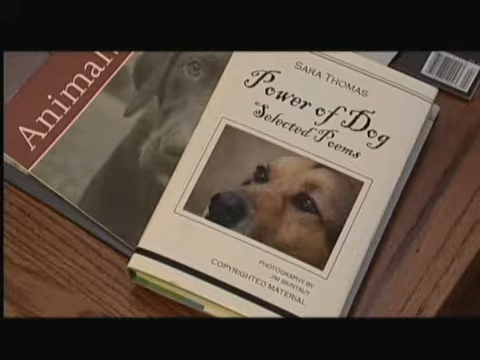 Animal
SARA THOMAS
Power of Dog
Selected Poems
PHOTOGRAPHY BY
COPYRIGHTED MATERIAL